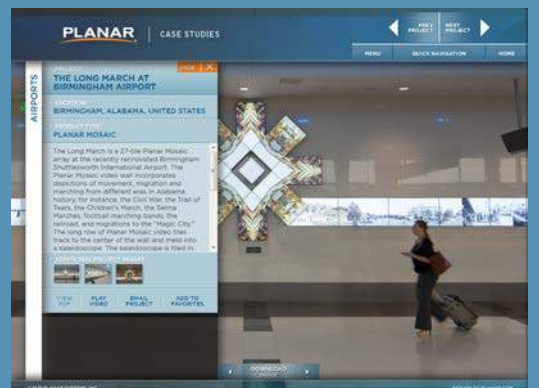 PLANAR
CASE STUDIES
PREV PROJECT
NEXT PROJECT
MENU
QUICK NAVIGATION
HOME
AIRPORTS
HIDE X
THE LONG MARCH AT
BIRMINGHAM AIRPORT
LOCATION:
BIRMINGHAM, ALABAMA, UNITED STATES
PRODUCT TYPE:
PLANAR MOSAIC
The Long March is a 27-tile Planar Mosaic
array at the recently rennovated Birmingham
Shuttlesworth International Airport. The
Planar Mosaic video wall incorporates
depictions of movement, migration and
marching from different eras in Alabama
history, for instance, the Civil War, the Trail of
Tears, the Children's March, the Selma
Marches, football marching bands, the
railroad, and migrations to the "Magic City."
The long row of Planar Mosaic video tiles
track to the center of the wall and meld into
a kaleidoscope. The kaleidoscope is tiled in
ADDITIONAL PROJECT IMAGES
VIEW PDF
PLAY VIDEO
EMAIL PROJECT
ADD TO FAVORITES
DOWNLOAD